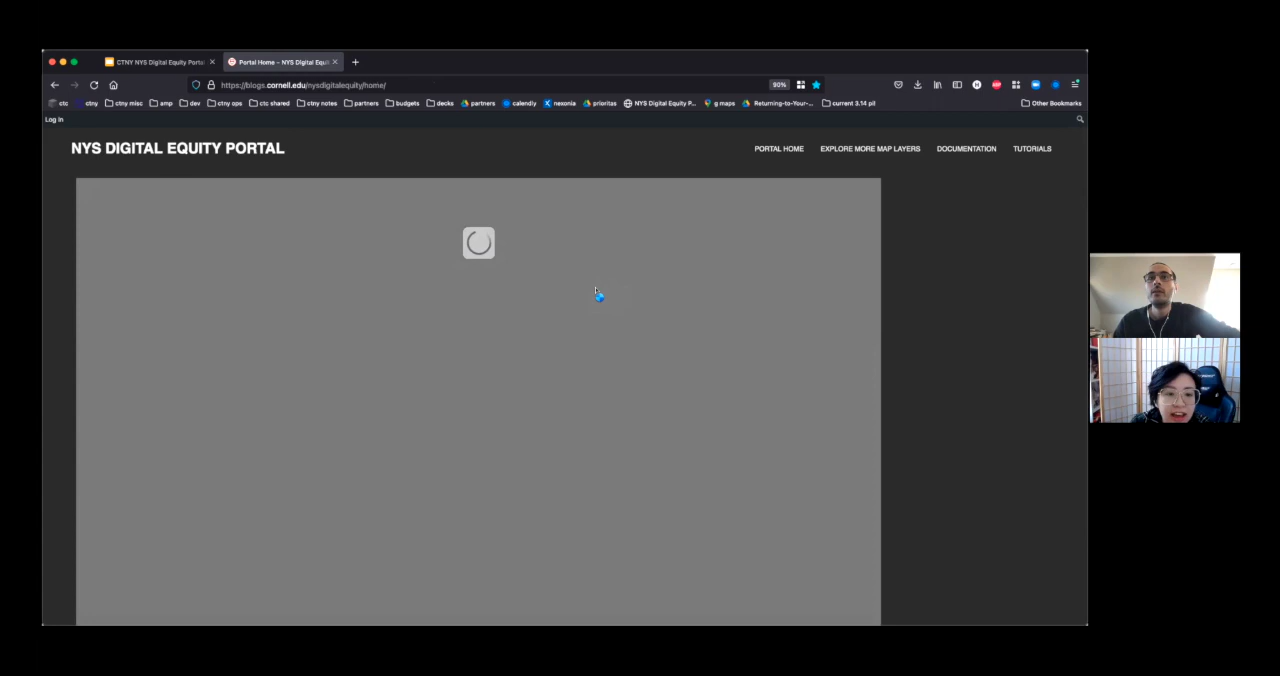 CTNY NYS Digital Equity Portal
Portal Home – NYS Digital Equi
https://blogs.cornell.edu/nysdigitalequity/home/
90%
ctc
ctny
ctny misc
amp
dev
ctny ops
ctc shared
ctny notes
partners
budgets
decks
partners
calendly
nexonia
prioritas
NYS Digital Equity P...
g maps
Returning-to-Your-...
current 3.14 pii
Other Bookmarks
Log in
NYS DIGITAL EQUITY PORTAL
PORTAL HOME
EXPLORE MORE MAP LAYERS
DOCUMENTATION
TUTORIALS